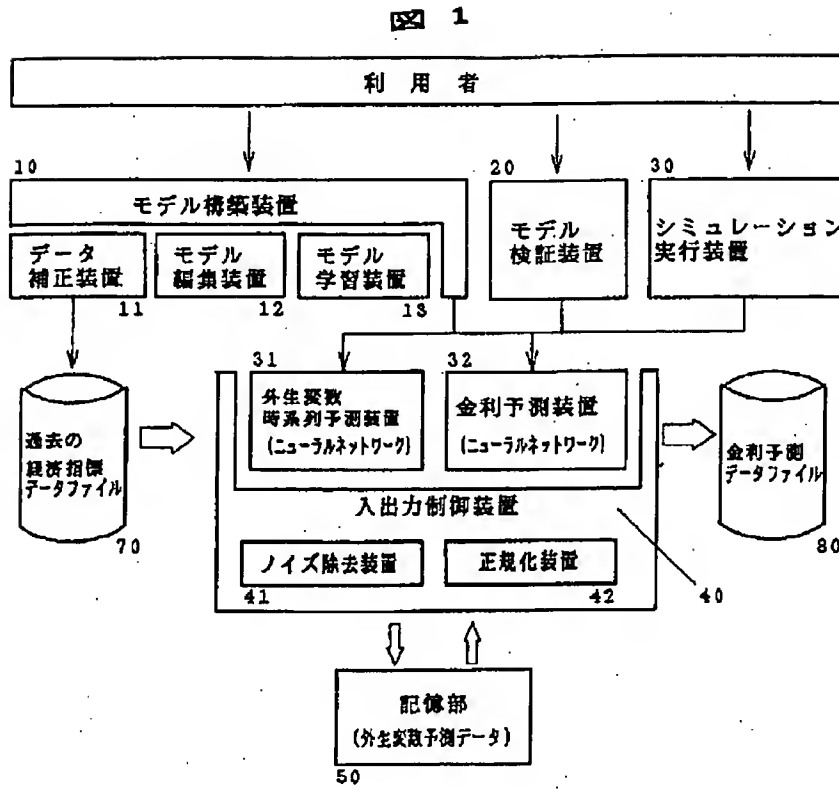 図 1
利 用 者
10
モデル構築装置
データ
補正装置
11
モデル
編集装置
12
モデル
学習装置
13
20
モデル
検証装置
30
シミュレーション
実行装置
31
外生変数
時系列予測装置
(ニューラルネットワーク)
32
金利予測装置
(ニューラルネットワーク)
過去の
経済指標
データファイル
70
入出力制御装置
ノイズ除去装置
41
正規化装置
42
40
金利予測
データファイル
80
記憶部
(外生変数予測データ)
50